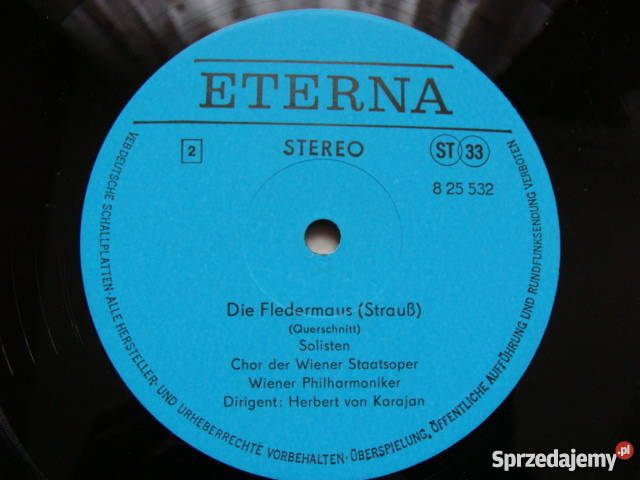 ETERNA
2 STEREO ST 33
8 25 532
Die Fledermaus (Strauß)
(Querschnitt)
Solisten
Chor der Wiener Staatsoper
Wiener Philharmoniker
Dirigent: Herbert von Karajan
VEB DEUTSCHE SCHALLPLATTEN · ALLE HERSTELLER- UND URHEBERRECHTE VORBEHALTEN · ÜBERSPIELUNG, ÖFFENTLICHE AUFFÜHRUNG UND RUNDFUNKSENDUNG VERBOTEN
Sprzedajemy.pl